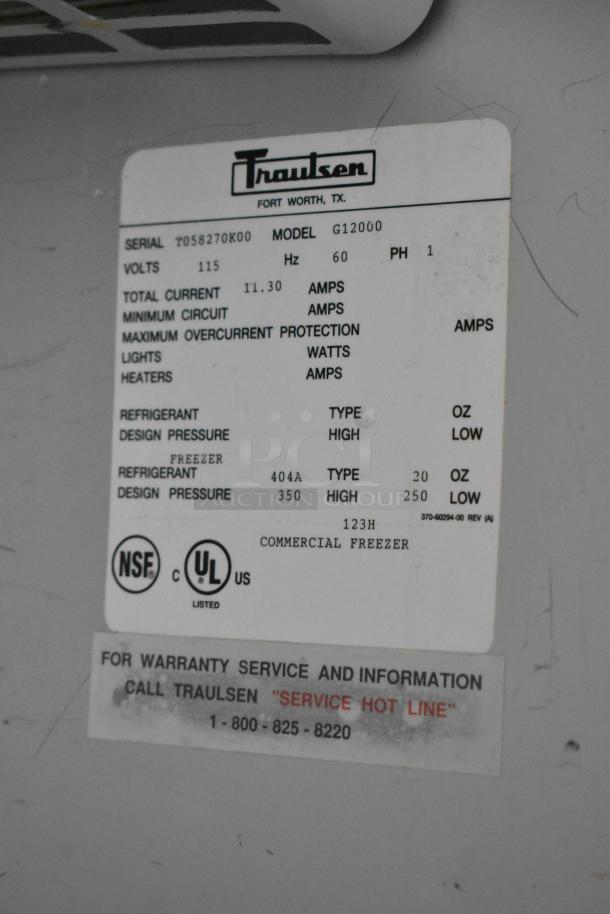 Traulsen
FORT WORTH, TX.
SERIAL T058270K00 MODEL G12000
VOLTS 115 Hz 60 PH 1
TOTAL CURRENT 11.30 AMPS
MINIMUM CIRCUIT AMPS
MAXIMUM OVERCURRENT PROTECTION AMPS
LIGHTS WATTS
HEATERS AMPS
REFRIGERANT TYPE OZ
DESIGN PRESSURE HIGH LOW
FREEZER
REFRIGERANT 404A TYPE 20 OZ
DESIGN PRESSURE 350 HIGH 250 LOW
370-60294-00 REV (A)
123H
COMMERCIAL FREEZER
NSF®
C UL® US
LISTED
PCI
AUCTION GROUP
FOR WARRANTY SERVICE AND INFORMATION
CALL TRAULSEN "SERVICE HOT LINE"
1-800-825-8220